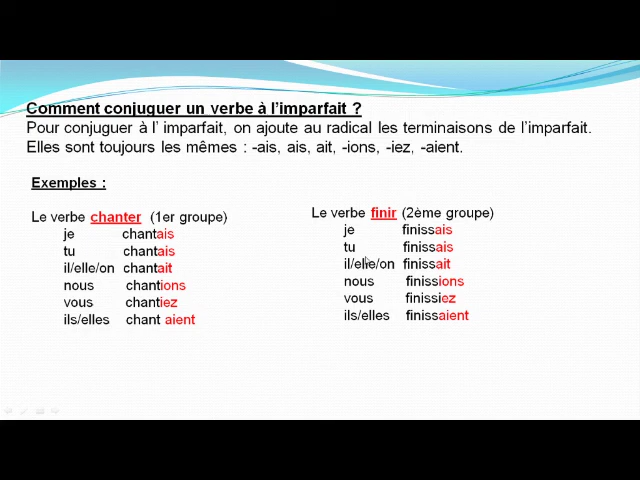 Comment conjuguer un verbe à l'imparfait ?
Pour conjuguer à l' imparfait, on ajoute au radical les terminaisons de l'imparfait.
Elles sont toujours les mêmes : -ais, ais, ait, -ions, -iez, -aient.
Exemples :
Le verbe chanter (1er groupe)
je chantais
tu chantais
il/elle/on chantait
nous chantions
vous chantiez
ils/elles chant aient
Le verbe finir (2ème groupe)
je finissais
tu finissais
il/elle/on finissait
nous finissions
vous finissiez
ils/elles finissaient